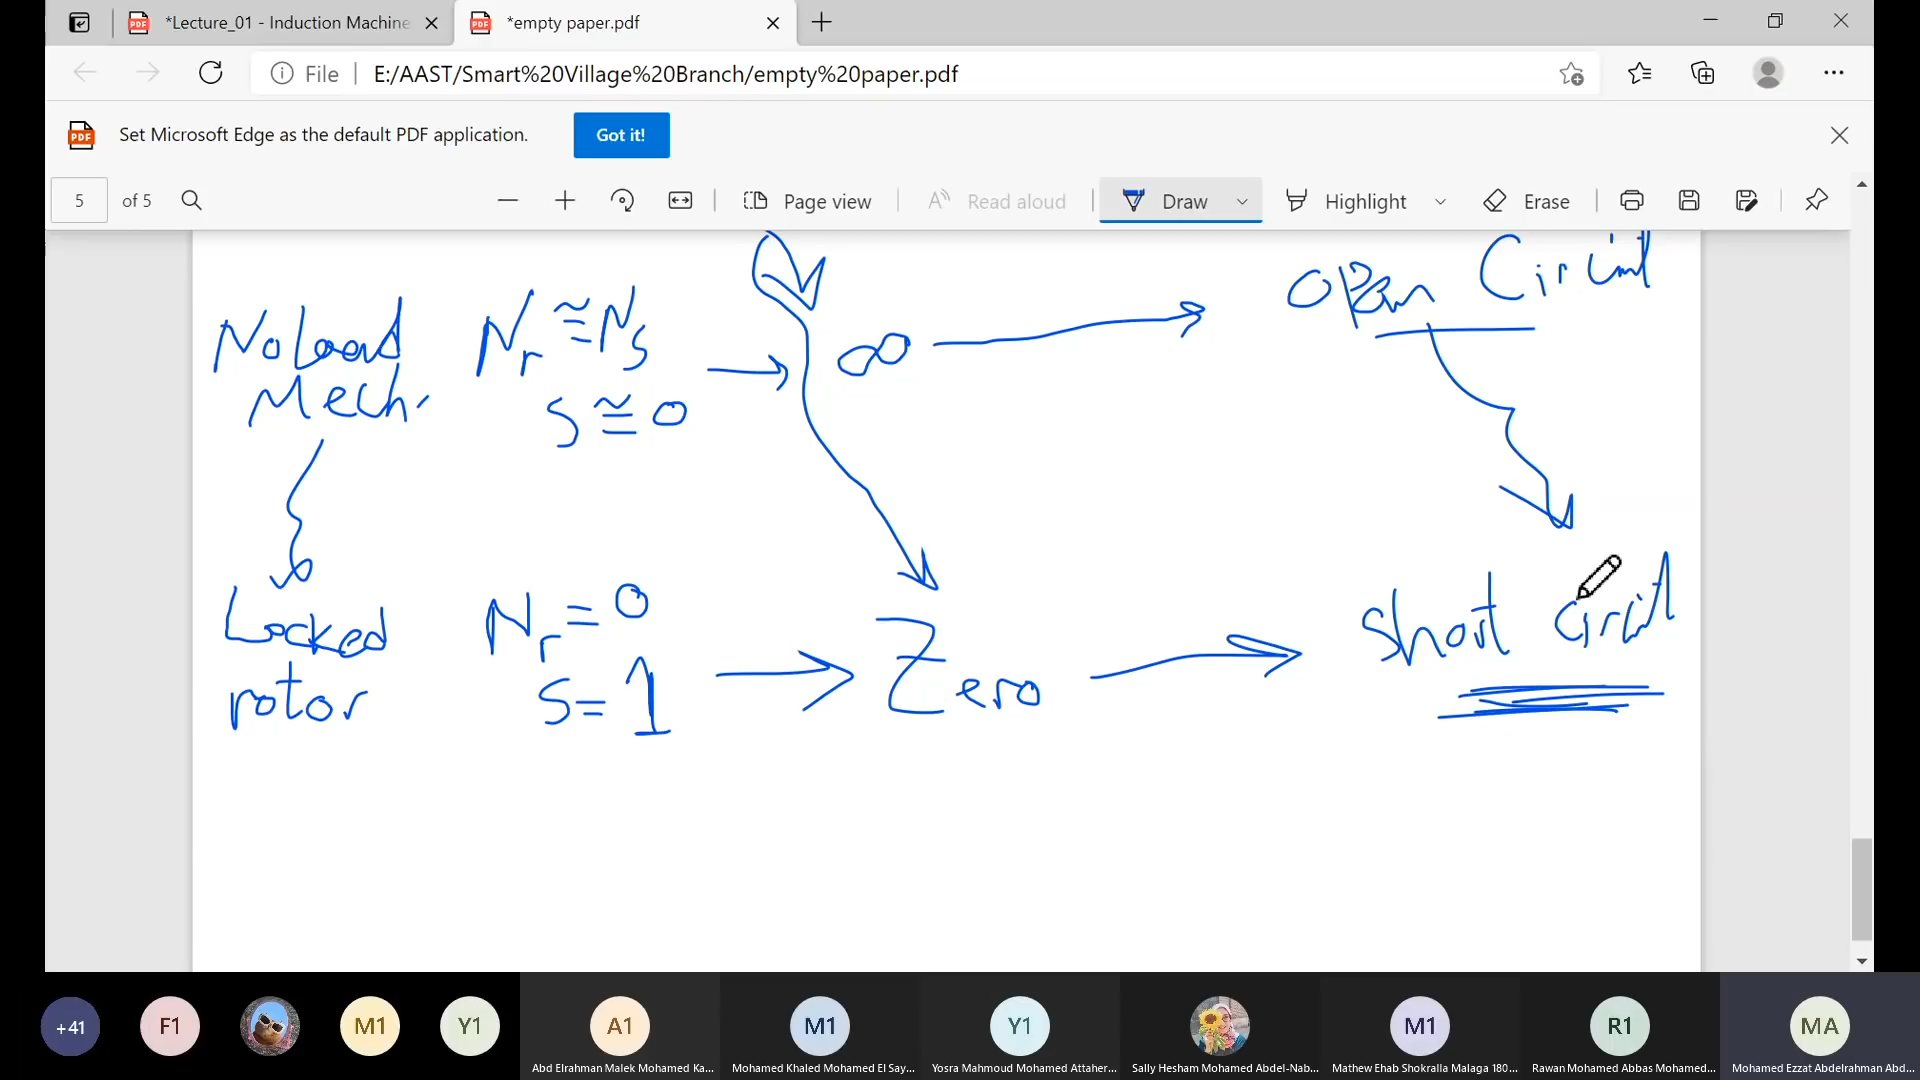 *Lecture_01 - Induction Machine
*empty paper.pdf
File | E:/AAST/Smart%20Village%20Branch/empty%20paper.pdf
Set Microsoft Edge as the default PDF application.
Got it!
5 of 5
Page view
Read aloud
Draw
Highlight
Erase
No Load
Mech.
Nr ≅ Ns
S ≅ 0
∞
open Circuit
Locked
rotor
Nr = 0
S = 1
Zero
Short Circuit
+41
F1
M1
Y1
A1
M1
Y1
M1
R1
MA
Abd Elrahman Malek Mohamed Ka...
Mohamed Khaled Mohamed El Say...
Yosra Mahmoud Mohamed Attaher...
Sally Hesham Mohamed Abdel-Nab...
Mathew Ehab Shokralla Malaga 180...
Rawan Mohamed Abbas Mohamed...
Mohamed Ezzat Abdelrahman Abd...